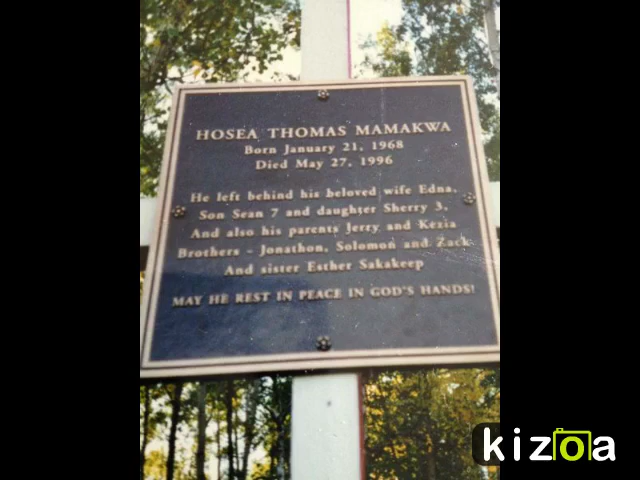 HOSEA THOMAS MAMAKWA
Born January 21, 1968
Died May 27, 1996
He left behind his beloved wife Edna.
Son Sean 7 and daughter Sherry 3,
And also his parents Jerry and Kezia
Brothers - Jonathon, Solomon and Zack
And sister Esther Sakakeep
MAY HE REST IN PEACE IN GOD'S HANDS!
kizoa